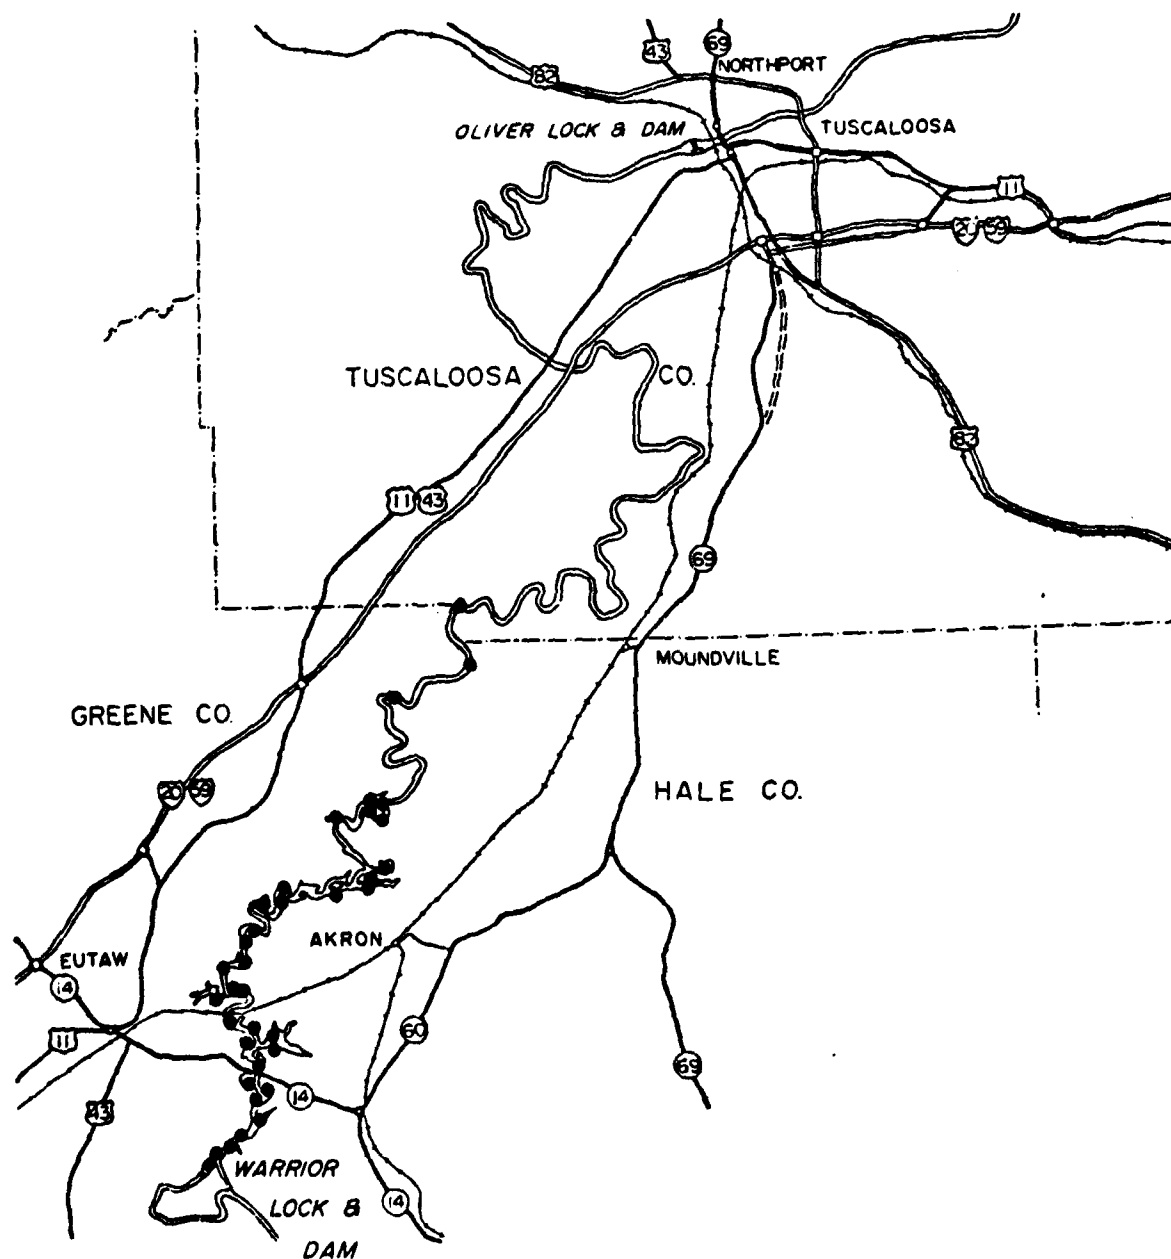 69
43
NORTHPORT
82
OLIVER LOCK & DAM
TUSCALOOSA
11
20 59
TUSCALOOSA CO.
82
11 43
69
MOUNDVILLE
GREENE CO.
20 59
HALE CO.
AKRON
EUTAW
14
60
11
69
14
43
WARRIOR
LOCK &
DAM
14